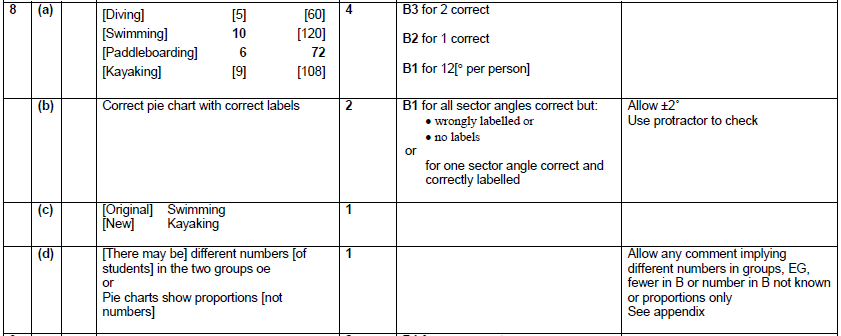 8 (a) [Diving] [5] [60] 4 B3 for 2 correct
[Swimming] 10 [120]
B2 for 1 correct
[Paddleboarding] 6 72
[Kayaking] [9] [108] B1 for 12[° per person]
(b) Correct pie chart with correct labels 2 B1 for all sector angles correct but: Allow ±2˚
• wrongly labelled or Use protractor to check
• no labels
or
for one sector angle correct and
correctly labelled
(c) [Original] Swimming 1
[New] Kayaking
(d) [There may be] different numbers [of 1 Allow any comment implying
students] in the two groups oe different numbers in groups, EG,
or fewer in B or number in B not known
Pie charts show proportions [not or proportions only
numbers] See appendix